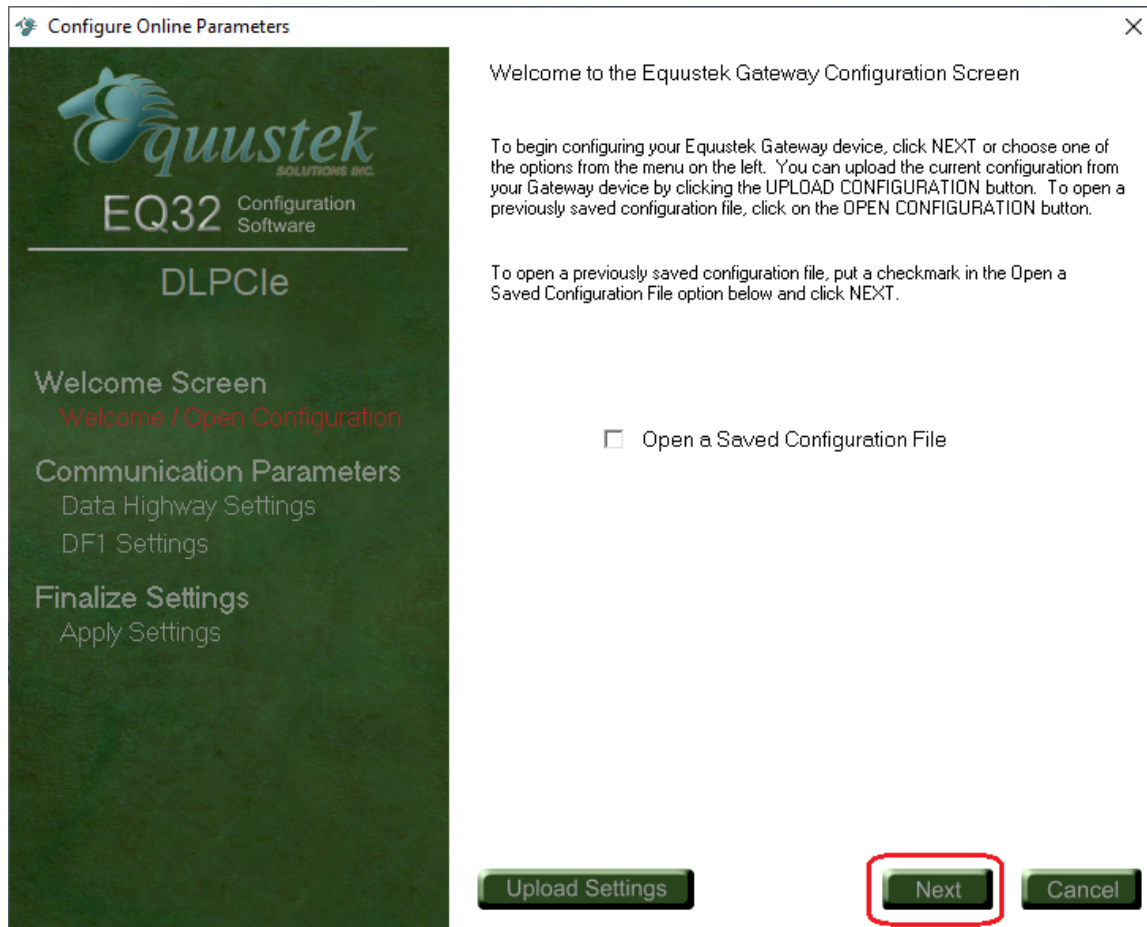 Configure Online Parameters
Equustek
SOLUTIONS INC.
EQ32 Configuration Software
DLPCIe
Welcome Screen
Welcome / Open Configuration
Communication Parameters
Data Highway Settings
DF1 Settings
Finalize Settings
Apply Settings
Welcome to the Equustek Gateway Configuration Screen
To begin configuring your Equustek Gateway device, click NEXT or choose one of
the options from the menu on the left. You can upload the current configuration from
your Gateway device by clicking the UPLOAD CONFIGURATION button. To open a
previously saved configuration file, click on the OPEN CONFIGURATION button.
To open a previously saved configuration file, put a checkmark in the Open a
Saved Configuration File option below and click NEXT.
Open a Saved Configuration File
Upload Settings
Next
Cancel